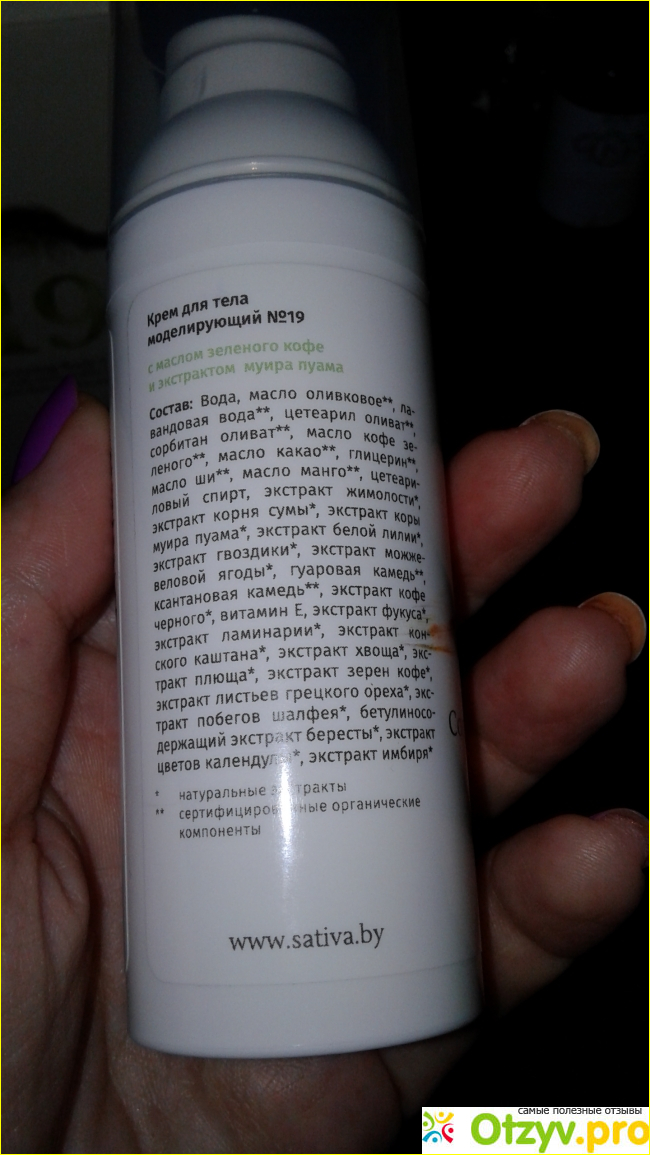 Крем для тела
моделирующий №19
с маслом зеленого кофе
и экстрактом муира пуама
Состав: Вода, масло оливковое**, ла-
вандовая вода**, цетеарил оливат**,
сорбитан оливат**, масло кофе зе-
леного**, масло какао**, глицерин**,
масло ши**, масло манго**, цетеари-
ловый спирт, экстракт жимолости*,
экстракт корня сумы*, экстракт коры
муира пуама*, экстракт белой лилии*,
экстракт гвоздики*, экстракт можже-
веловой ягоды*, гуаровая камедь**,
ксантановая камедь**, экстракт кофе
черного*, витамин Е, экстракт фукуса*,
экстракт ламинарии*, экстракт кон-
ского каштана*, экстракт хвоща*, экс-
тракт плюща*, экстракт зерен кофе*,
экстракт листьев грецкого ореха*, экс-
тракт побегов шалфея*, бетулиносо-
держащий экстракт бересты*, экстракт
цветов календулы*, экстракт имбиря*
* натуральные экстракты
** сертифицированные органические
компоненты
www.sativa.by
19
самые полезные отзывы
Otzyv.pro